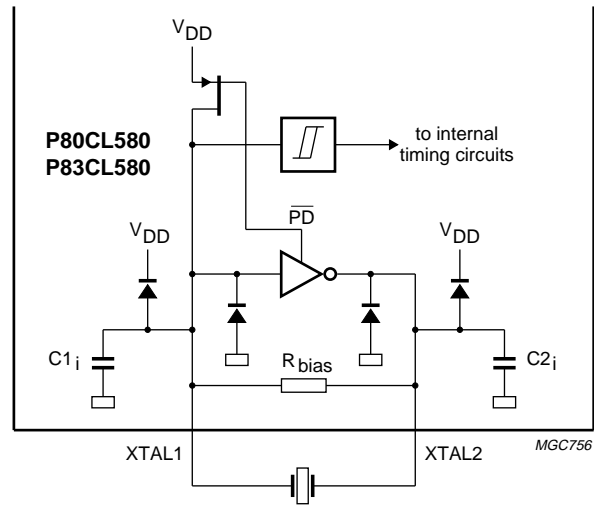 VDD
P80CL580
P83CL580
to internal
timing circuits
PD
VDD
VDD
C1i
Rbias
C2i
XTAL1
XTAL2
MGC756